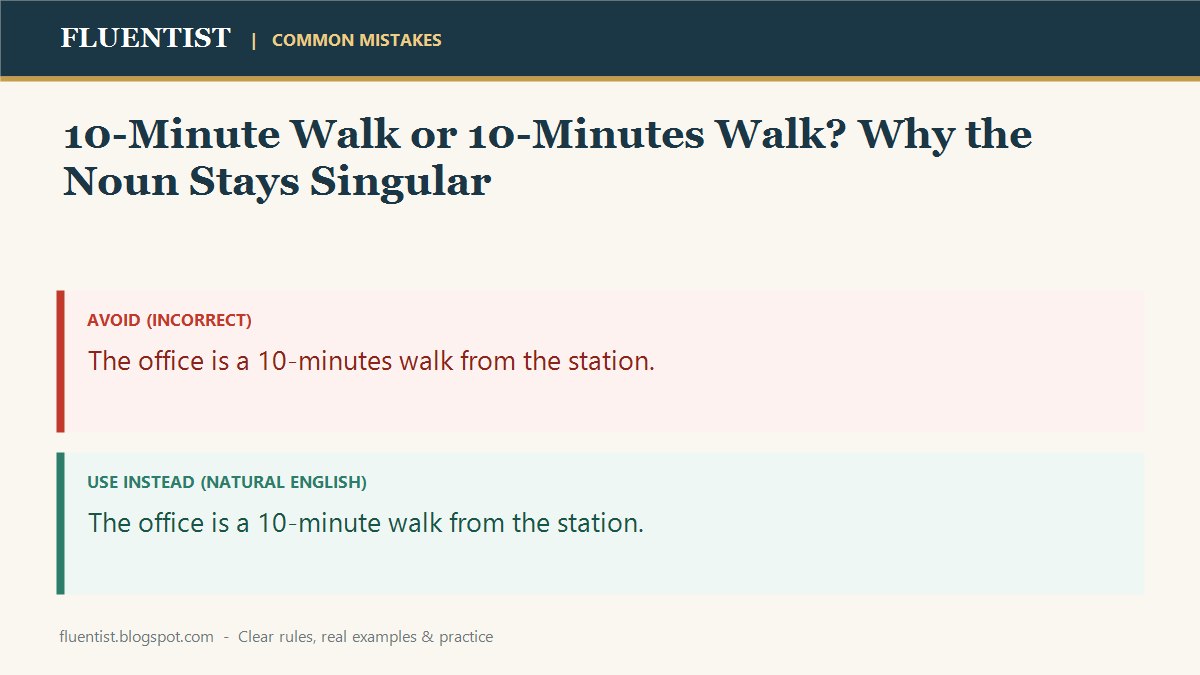 FLUENTIST | COMMON MISTAKES
10-Minute Walk or 10-Minutes Walk? Why the
Noun Stays Singular
AVOID (INCORRECT)
The office is a 10-minutes walk from the station.
USE INSTEAD (NATURAL ENGLISH)
The office is a 10-minute walk from the station.
fluentist.blogspot.com - Clear rules, real examples & practice